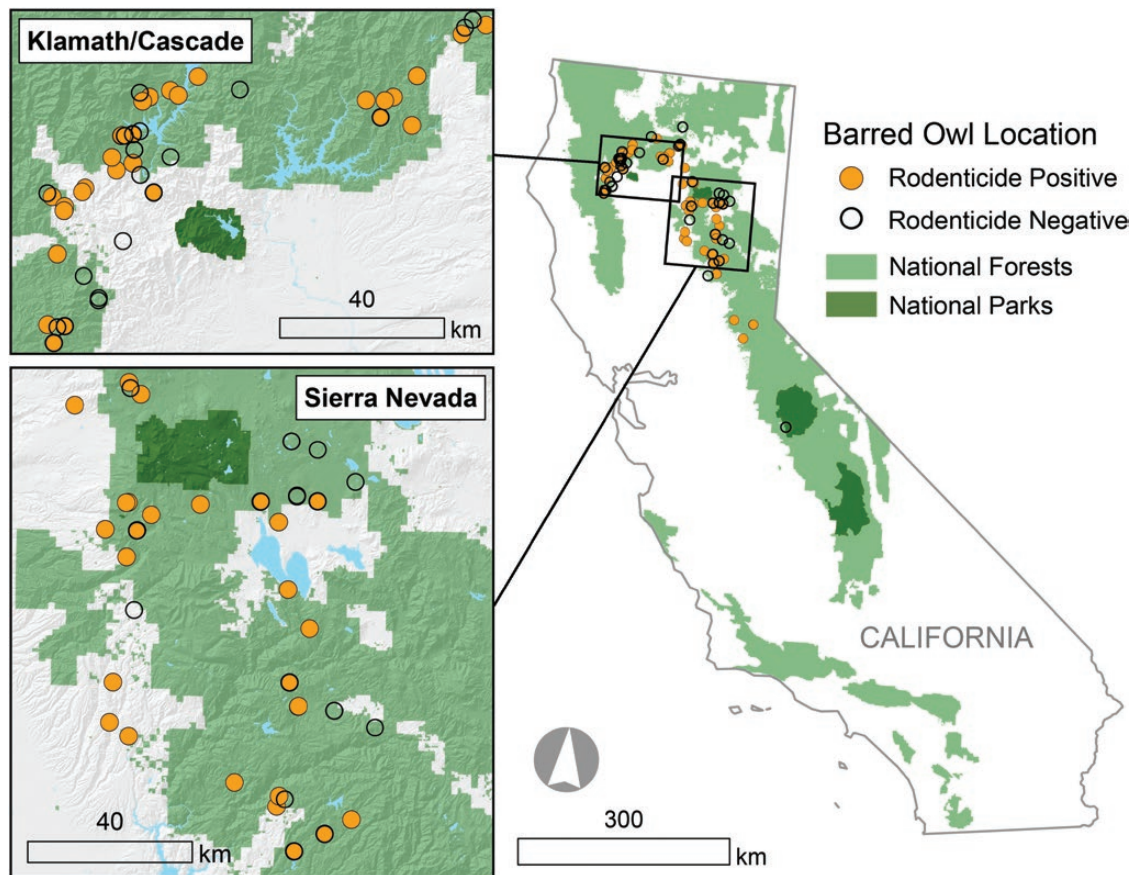 Klamath/Cascade
40
km
Sierra Nevada
40
km
Barred Owl Location
Rodenticide Positive
Rodenticide Negative
National Forests
National Parks
CALIFORNIA
300
km